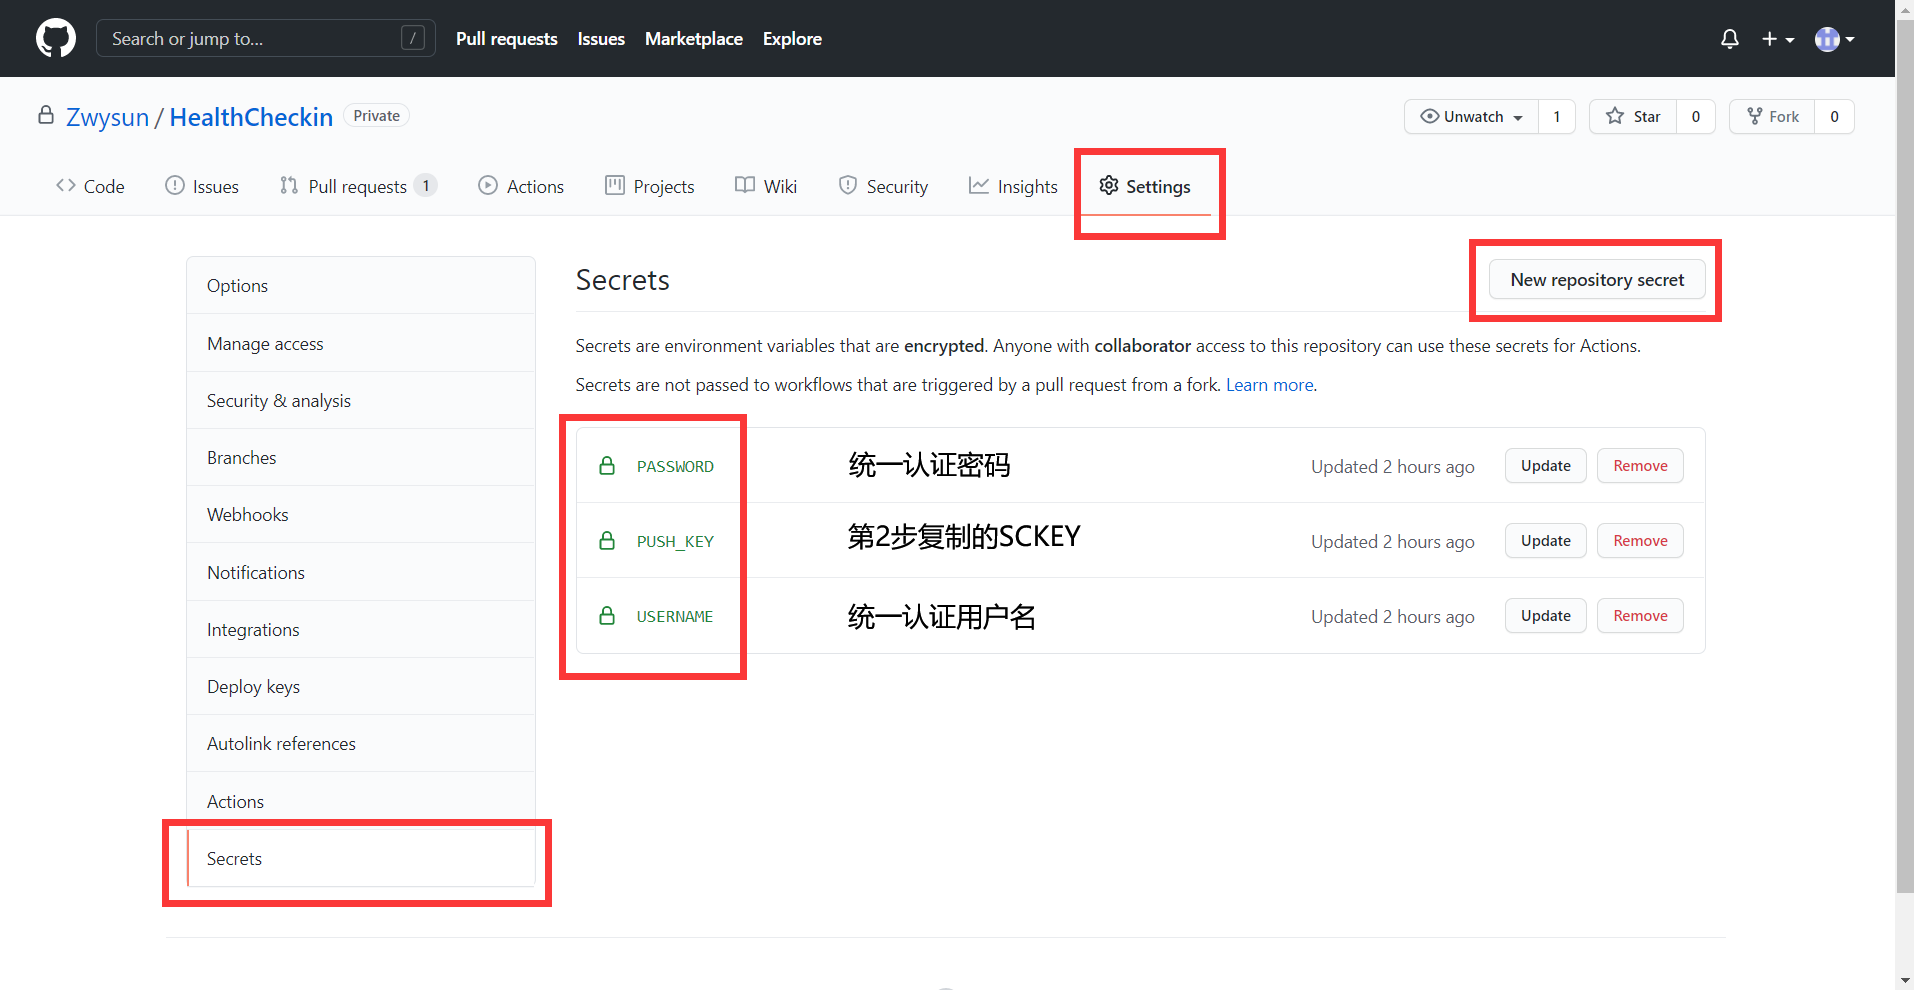 Search or jump to... /
Pull requests Issues Marketplace Explore
Zwysun / HealthCheckin Private
Unwatch 1 Star 0 Fork 0
Code Issues Pull requests 1 Actions Projects Wiki Security Insights Settings
Options
Manage access
Security & analysis
Branches
Webhooks
Notifications
Integrations
Deploy keys
Autolink references
Actions
Secrets
Secrets
New repository secret
Secrets are environment variables that are encrypted. Anyone with collaborator access to this repository can use these secrets for Actions.
Secrets are not passed to workflows that are triggered by a pull request from a fork. Learn more.
PASSWORD 统一认证密码 Updated 2 hours ago Update Remove
PUSH_KEY 第2步复制的SCKEY Updated 2 hours ago Update Remove
USERNAME 统一认证用户名 Updated 2 hours ago Update Remove